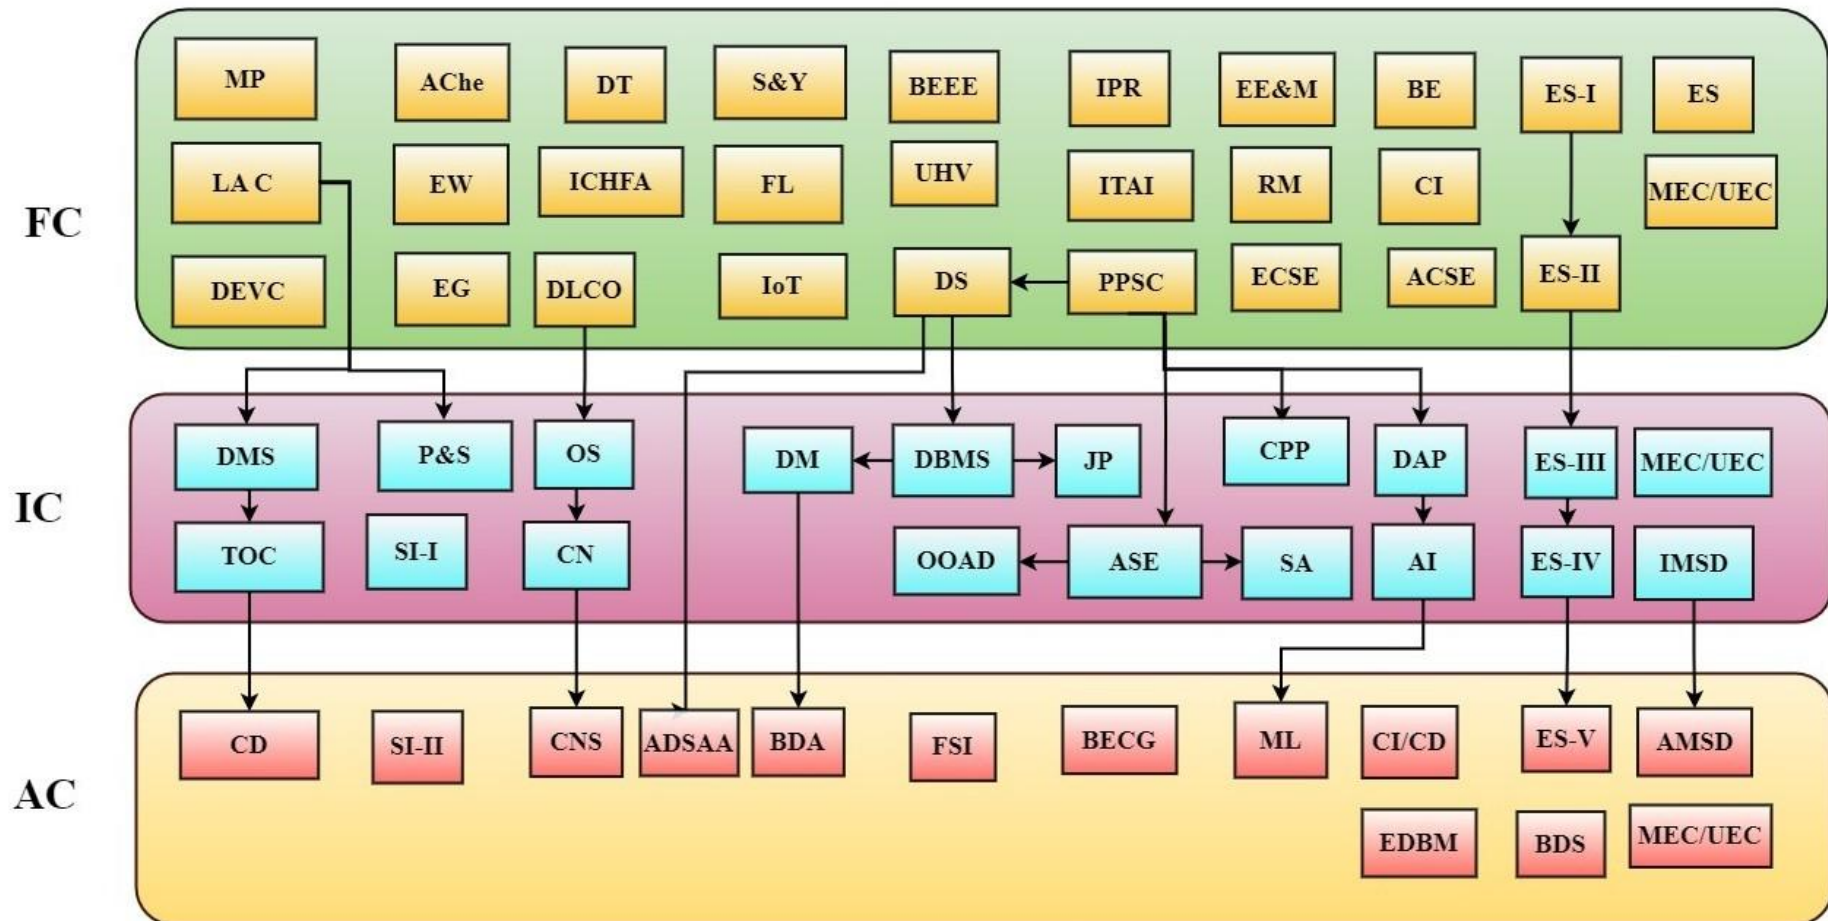 FC
MP
AChe
DT
S&Y
BEEE
IPR
EE&M
BE
ES-I
ES
LA C
EW
ICHFA
FL
UHV
ITAI
RM
CI
MEC/UEC
DEVC
EG
DLCO
IoT
DS
PPSC
ECSE
ACSE
ES-II
IC
DMS
P&S
OS
DM
DBMS
JP
CPP
DAP
ES-III
MEC/UEC
TOC
SI-I
CN
OOAD
ASE
SA
AI
ES-IV
IMSD
AC
CD
SI-II
CNS
ADSAA
BDA
FSI
BECG
ML
CI/CD
ES-V
AMSD
EDBM
BDS
MEC/UEC